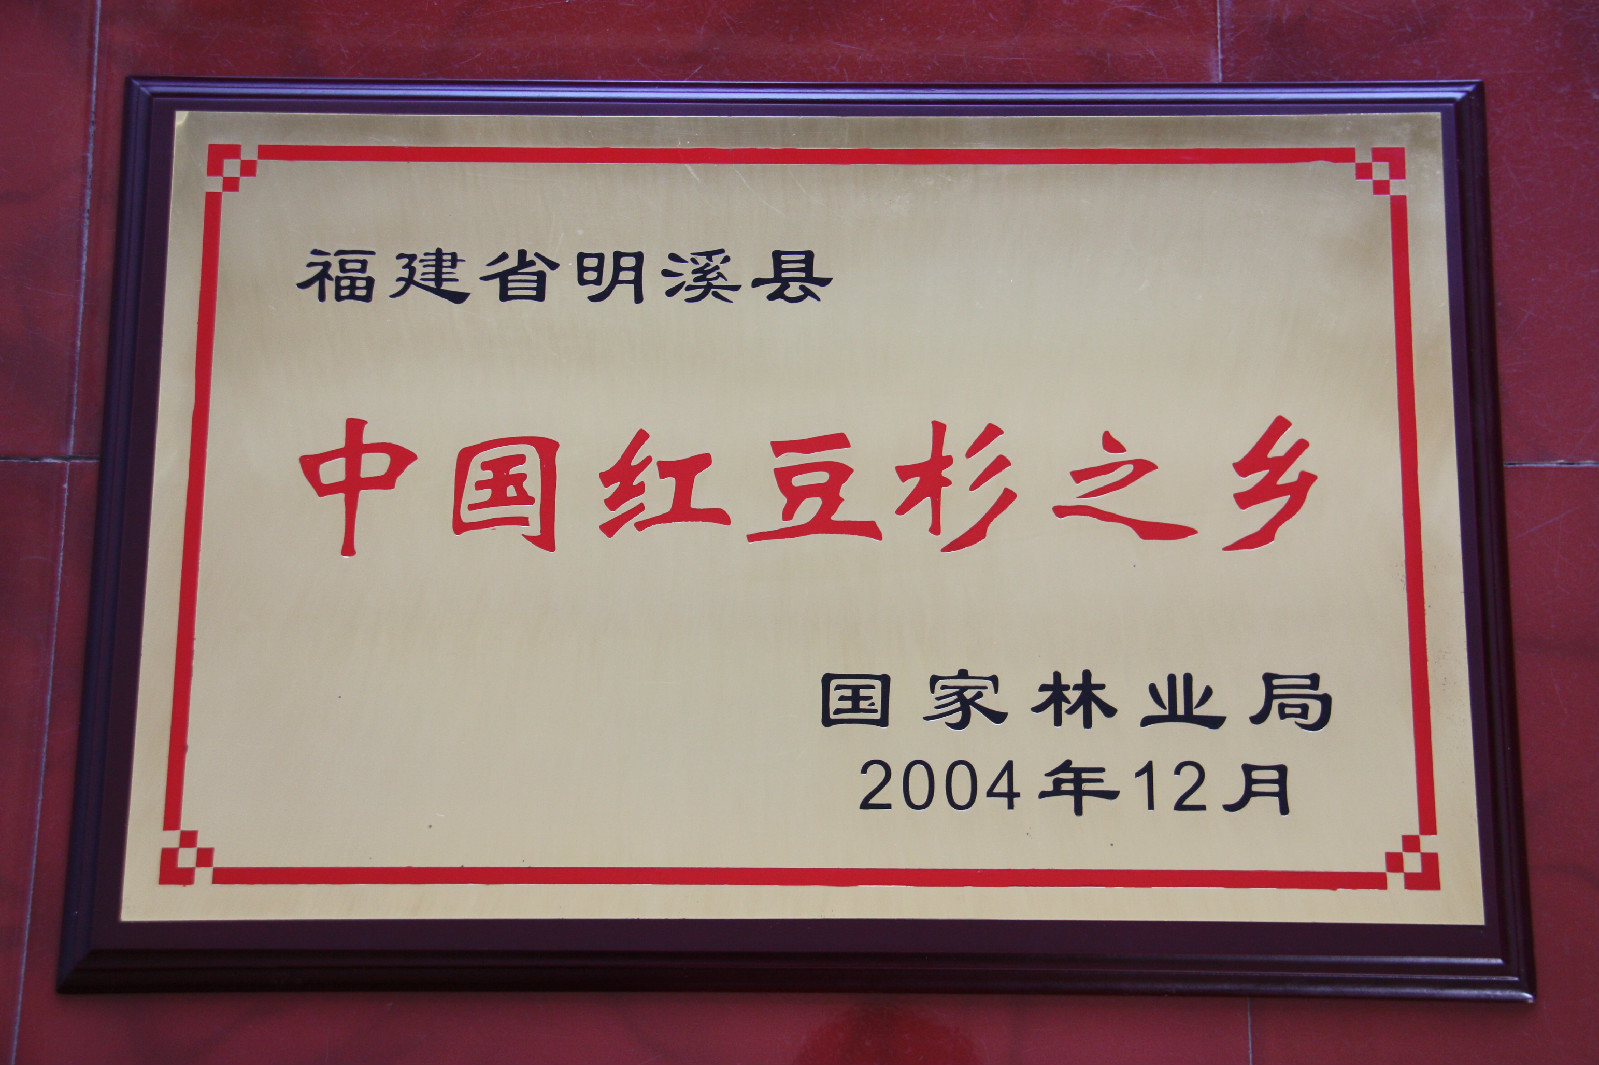 福建省明溪县
中国红豆杉之乡
国家林业局
2004年12月